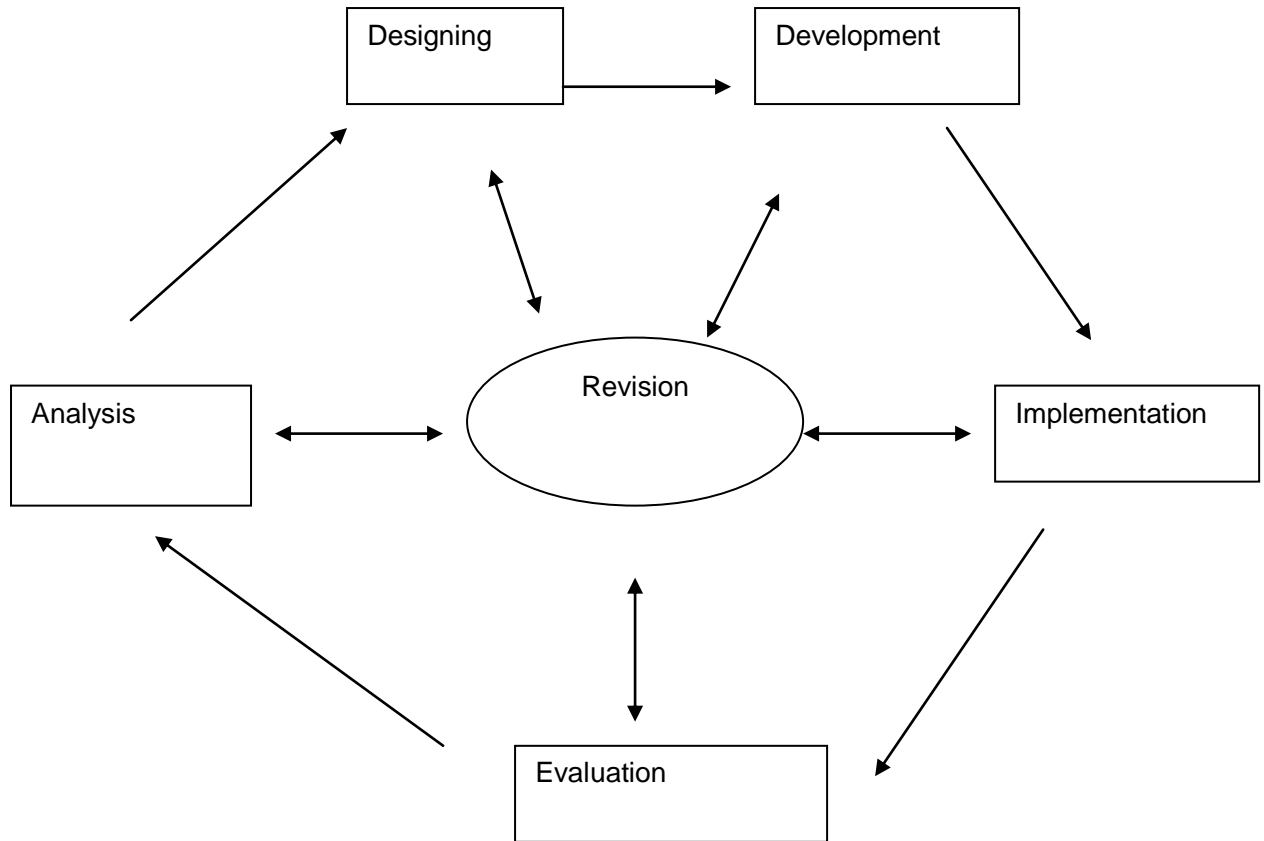 Designing
Development
Revision
Analysis
Implementation
Evaluation